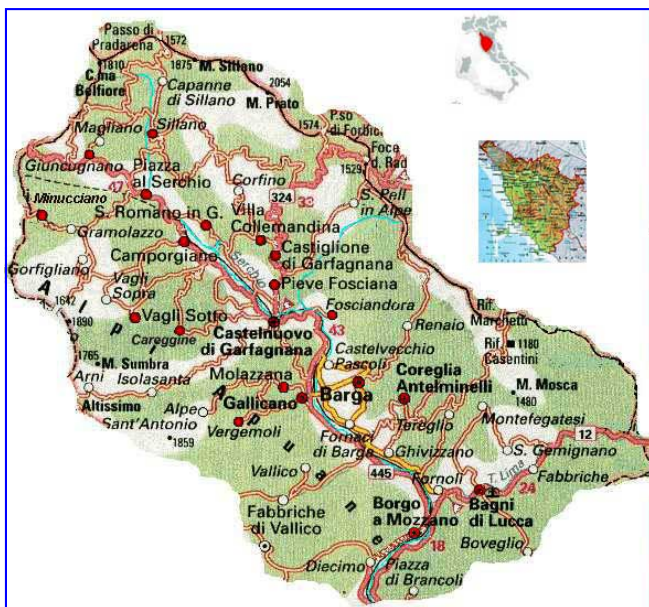 Passo di
Pradarena
1572
1810
1875
M. Sillano
C.ma
Belfiore
Capanne
di Sillano
2054
M. Prato
P.so
di Forbic.
1574
Magliano
Sillano
Foce
d. Rad
1529
Giuncugnano
Piazza
al Serchio
Corfino
324
33
S. Pell
in Alpe
47
Minucciano
S. Romano in G.
Villa
Collemandina
Gramolazzo
Camporgiano
Castiglione
di Garfagnana
Serchio
Gorfigliano
Vagli
Sopra
Pieve Fosciana
1642
1890
Vagli Sotto
Fosciandora
Careggine
Castelnuovo
di Garfagnana
43
Renaio
Rif.
Marchetti
Rif.
Casentini
1180
1765
M. Sumbra
Castelvecchio
Pascoli
Arni
Isolasanta
Molazzana
Coreglia
Antelminelli
M. Mosca
1480
Altissimo
Alpe
Sant'Antonio
Gallicano
Barga
1859
Vergemoli
Tereglio
Montefegatesi
Fornaci
di Barga
12
Vallico
Ghivizzano
S. Gemignano
445
Fornoli
T. Lima
24
Fabbriche
Fabbriche
di Vallico
Borgo
a Mozzano
Bagni
di Lucca
18
Boveglio
Diecimo
Piazza
di Brancoli
Alpi
Apuane